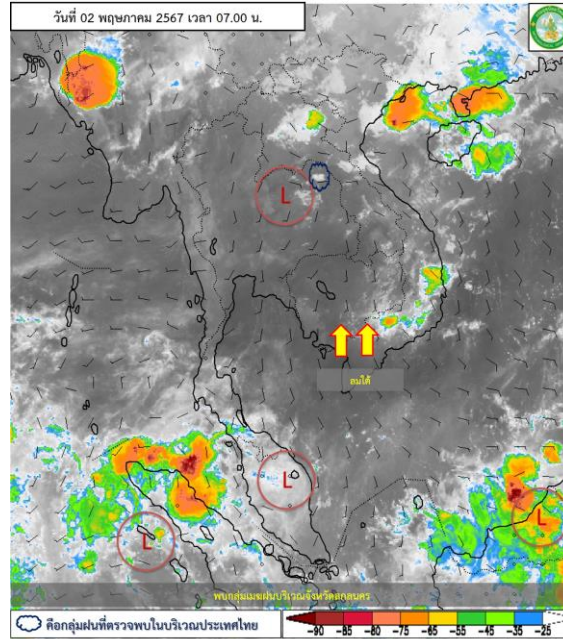 วันที่ 02 พฤษภาคม 2567 เวลา 07.00 น.
L
ลมใต้
L
L
L
พบกลุ่มเมฆฝนบริเวณจังหวัดสกลนคร
คือกลุ่มฝนที่ตรวจพบในบริเวณประเทศไทย
-90 -85 -80 -75 -65 -55 -45 -35 -25